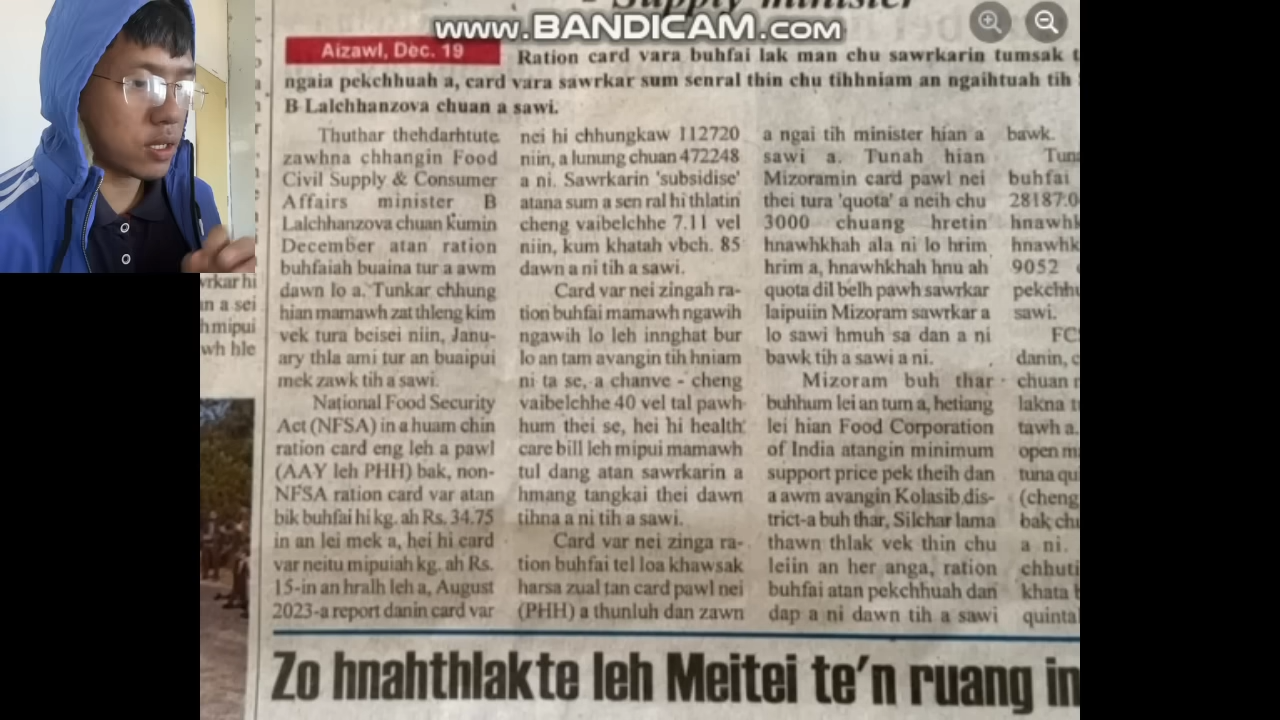 - Supply minister
www.BANDICAM.com
Aizawl, Dec. 19
Ration card vara buhfai lak man chu sawrkarin tumsak
ngaia pekchhuah a, card vara sawrkar sum senral thin chu tihhniam an ngaihtuah tih
B Lalchhanzova chuan a sawi.
Thuthar thehdarhtute
zawhna chhangin Food
Civil Supply & Consumer
Affairs minister B
Lalchhanzova chuan kumin
December atan ration
buhfaiah buaina tur a awm
dawn lo a. Tunkar chhung
hian mamawh zat thleng kim
vek tura beisei niin, Janu-
ary thla ami tur an buaipui
mek zawk tih a sawi.
National Food Security
Act (NFSA) in a huam chin
ration card eng leh a pawl
(AAY leh PHH) bak, non-
NFSA ration card var atan
bik buhfai hi kg. ah Rs. 34.75
in an lei mek a, hei hi card
var neitu mipuiah kg. ah Rs.
15-in an hralh leh a, August
2023-a report danin card var
nei hi chhungkaw 112720
niin, a lunung chuan 472248
a ni. Sawrkarin 'subsidise'
atana sum a sen ral hi thlatin
cheng vaibelchhe 7.11 vel
niin, kum khatah vbch. 85
dawn a ni tih a sawi.
Card var nei zingah ra-
tion buhfai mamawh ngawih
ngawih lo leh innghat bur
lo an tam avangin tih hniam
ni ta se, a chanve - cheng
vaibelchhe 40 vel tal pawh
hum thei se, hei hi health
care bill leh mipui mamawh
tul dang atan sawrkarin a
hmang tangkai thei dawn
tihna a ni tih a sawi.
Card var nei zinga ra-
tion buhfai tel loa khawsak
harsa zual tan card pawl nei
(PHH) a thunluh dan zawn
a ngai tih minister hian a
sawi a. Tunah hian
Mizoramin card pawl nei
thei tura 'quota' a neih chu
3000 chuang hretin
hnawhkhah ala ni lo hrim
hrim a, hnawhkhah hnu ah
quota dil belh pawh sawrkar
laipuiin Mizoram sawrkar a
lo sawi hmuh sa dan a ni
bawk tih a sawi a ni.
Mizoram buh thar
buhhum lei an tum a, hetiang
lei hian Food Corporation
of India atangin minimum
support price pek theih dan
a awm avangin Kolasib dis-
trict-a buh thar, Silchar lama
thawn thlak vek thin chu
leiin an her anga, ration
buhfai atan pekchhuah dan
dap a ni dawn tih a sawi
bawk.
buhfai
28187.0
9052
sawi.
danin, c
chuan
tawh a.
(cheng
a ni.
khata
quinta
Zo hnahthlakte leh Meitei te'n ruang in